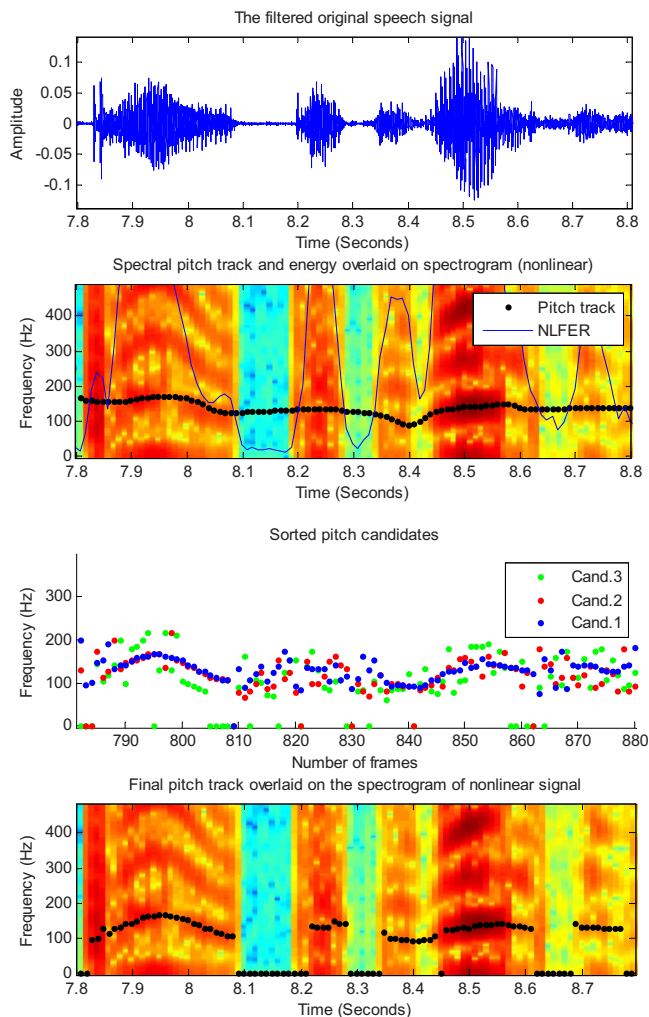 The filtered original speech signal
Amplitude
0.1
0.05
0
-0.05
-0.1
7.8 7.9 8 8.1 8.2 8.3 8.4 8.5 8.6 8.7 8.8
Time (Seconds)
Spectral pitch track and energy overlaid on spectrogram (nonlinear)
Frequency (Hz)
400
300
200
100
0
Pitch track
NLFER
7.8 7.9 8 8.1 8.2 8.3 8.4 8.5 8.6 8.7 8.8
Time (Seconds)
Sorted pitch candidates
Frequency (Hz)
300
200
100
0
Cand.3
Cand.2
Cand.1
790 800 810 820 830 840 850 860 870 880
Number of frames
Final pitch track overlaid on the spectrogram of nonlinear signal
Frequency (Hz)
400
300
200
100
0
7.8 7.9 8 8.1 8.2 8.3 8.4 8.5 8.6 8.7
Time (Seconds)